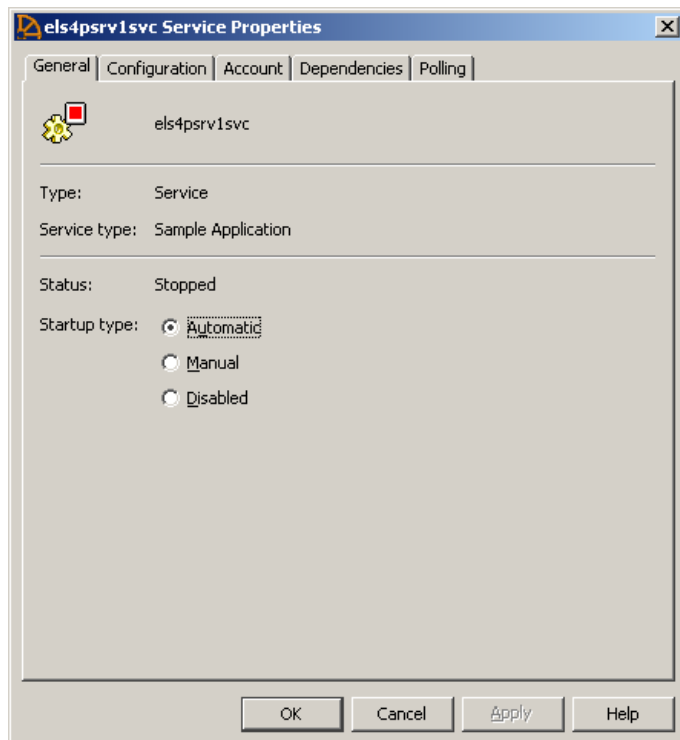 els4psrv1svc Service Properties
General Configuration Account Dependencies Polling
els4psrv1svc
Type: Service
Service type: Sample Application
Status: Stopped
Startup type: Automatic
Manual
Disabled
OK Cancel Apply Help